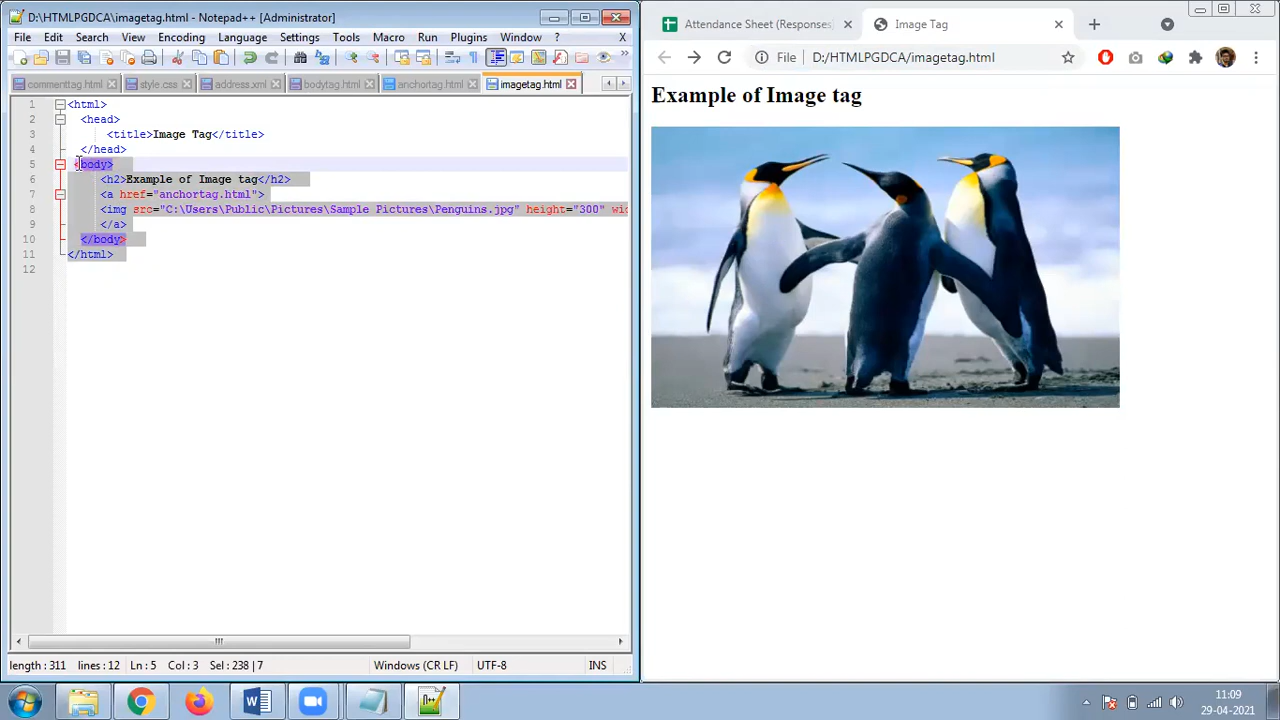 D:\HTMLPGDCA\imagetag.html - Notepad++ [Administrator]
File Edit Search View Encoding Language Settings Tools Macro Run Plugins Window ? X
commenttag.html style.css address.xml bodytag.html anchortag.html imagetag.html
1 <html>
2 <head>
3 <title>Image Tag</title>
4 </head>
5 <body>
6 <h2>Example of Image tag</h2>
7 <a href="anchortag.html">
8 <img src="C:\Users\Public\Pictures\Sample Pictures\Penguins.jpg" height="300" wid
9 </a>
10 </body>
11 </html>
12
length : 311 lines : 12 Ln : 5 Col : 3 Sel : 238 | 7 Windows (CR LF) UTF-8 INS
Attendance Sheet (Responses) Image Tag
File D:/HTMLPGDCA/imagetag.html
Example of Image tag
11:09
29-04-2021